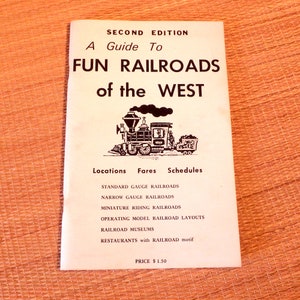 SECOND EDITION
A Guide To
FUN RAILROADS
of the WEST
Locations Fares Schedules
STANDARD GAUGE RAILROADS
NARROW GAUGE RAILROADS
MINIATURE RIDING RAILROADS
OPERATING MODEL RAILROAD LAYOUTS
RAILROAD MUSEUMS
RESTAURANTS with RAILROAD motif
PRICE $1.50